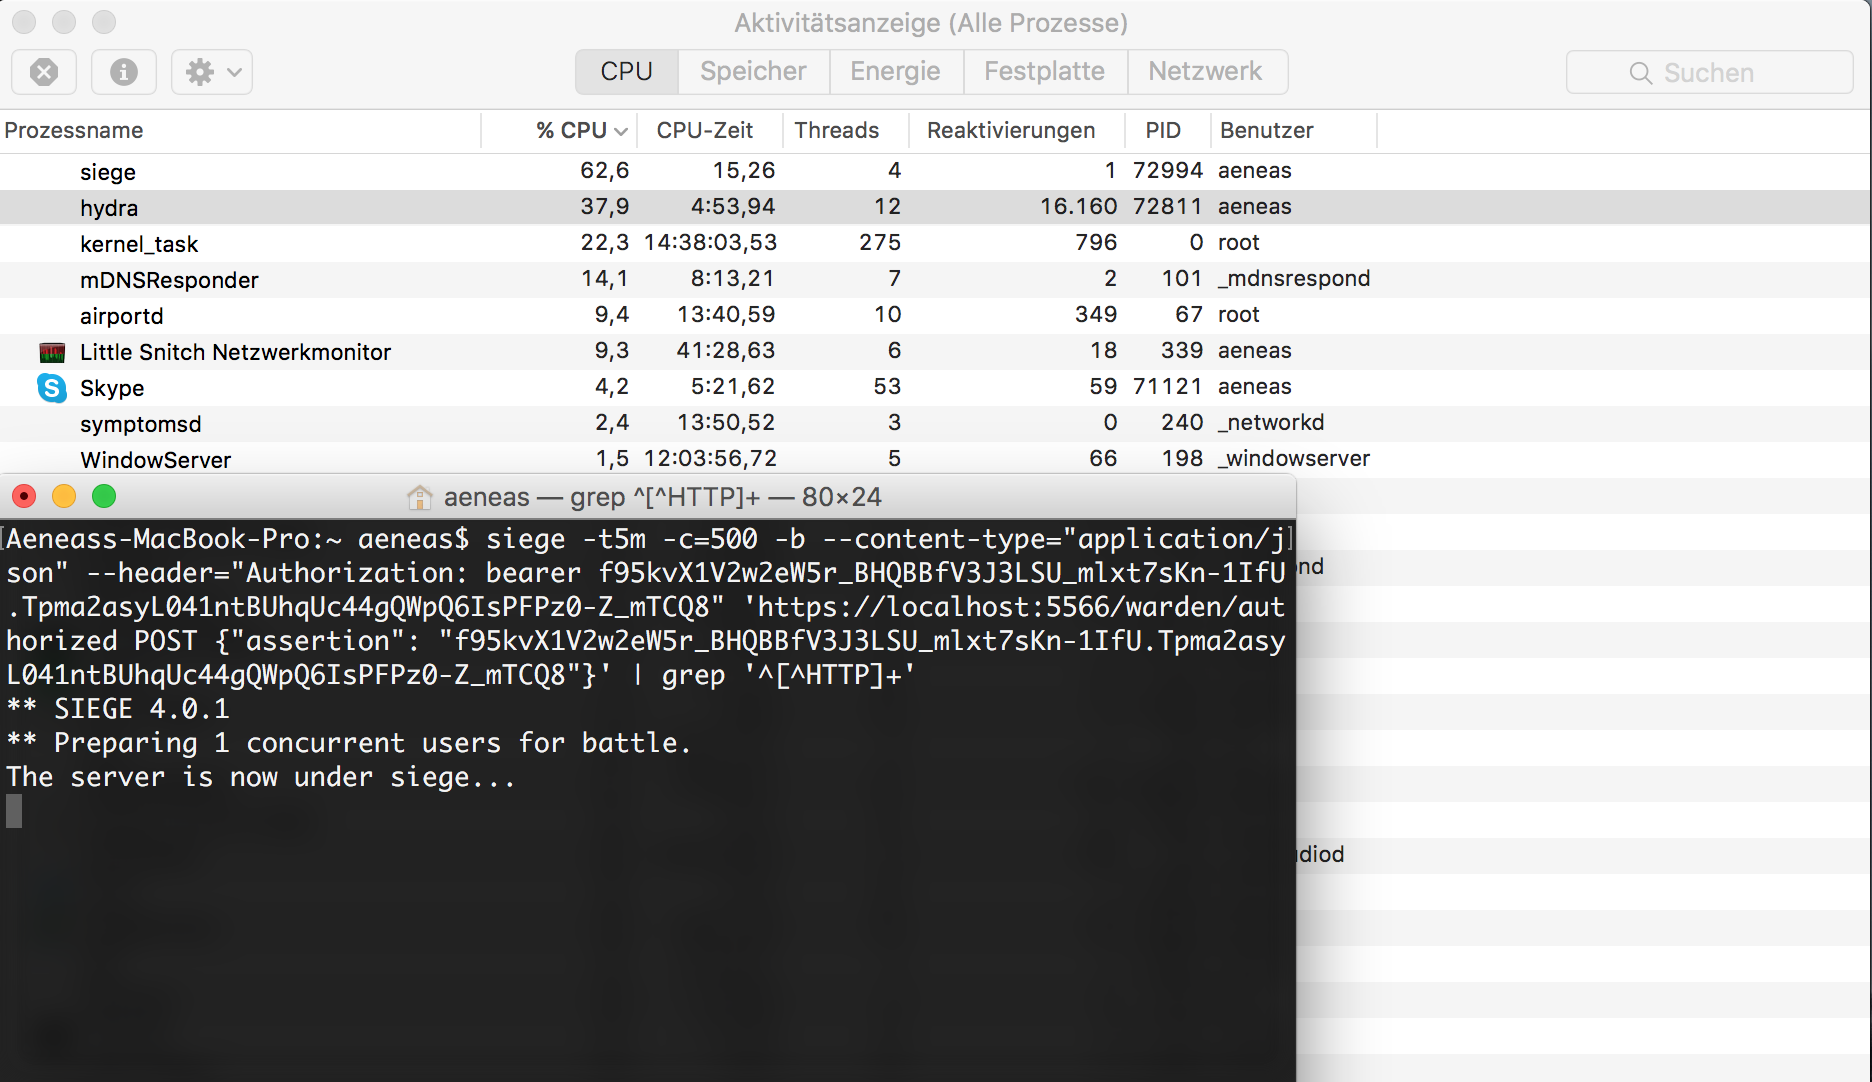 Aktivitätsanzeige (Alle Prozesse)
CPU Speicher Energie Festplatte Netzwerk Suchen
Prozessname % CPU CPU-Zeit Threads Reaktivierungen PID Benutzer
siege 62,6 15,26 4 1 72994 aeneas
hydra 37,9 4:53,94 12 16.160 72811 aeneas
kernel_task 22,3 14:38:03,53 275 796 0 root
mDNSResponder 14,1 8:13,21 7 2 101 _mdnsrespond
airportd 9,4 13:40,59 10 349 67 root
Little Snitch Netzwerkmonitor 9,3 41:28,63 6 18 339 aeneas
Skype 4,2 5:21,62 53 59 71121 aeneas
symptomsd 2,4 13:50,52 3 0 240 _networkd
WindowServer 1,5 12:03:56,72 5 66 198 _windowserver
aeneas — grep ^[^HTTP]+ — 80×24
Aeneass-MacBook-Pro:~ aeneas$ siege -t5m -c=500 -b --content-type="application/j
son" --header="Authorization: bearer f95kvX1V2w2eW5r_BHQBBfV3J3LSU_mlxt7sKn-1IfU
.Tpma2asyL041ntBUhqUc44gQWpQ6IsPFPz0-Z_mTCQ8" 'https://localhost:5566/warden/aut
horized POST {"assertion": "f95kvX1V2w2eW5r_BHQBBfV3J3LSU_mlxt7sKn-1IfU.Tpma2asy
L041ntBUhqUc44gQWpQ6IsPFPz0-Z_mTCQ8"}' | grep '^[^HTTP]+'
** SIEGE 4.0.1
** Preparing 1 concurrent users for battle.
The server is now under siege...
nd
diod